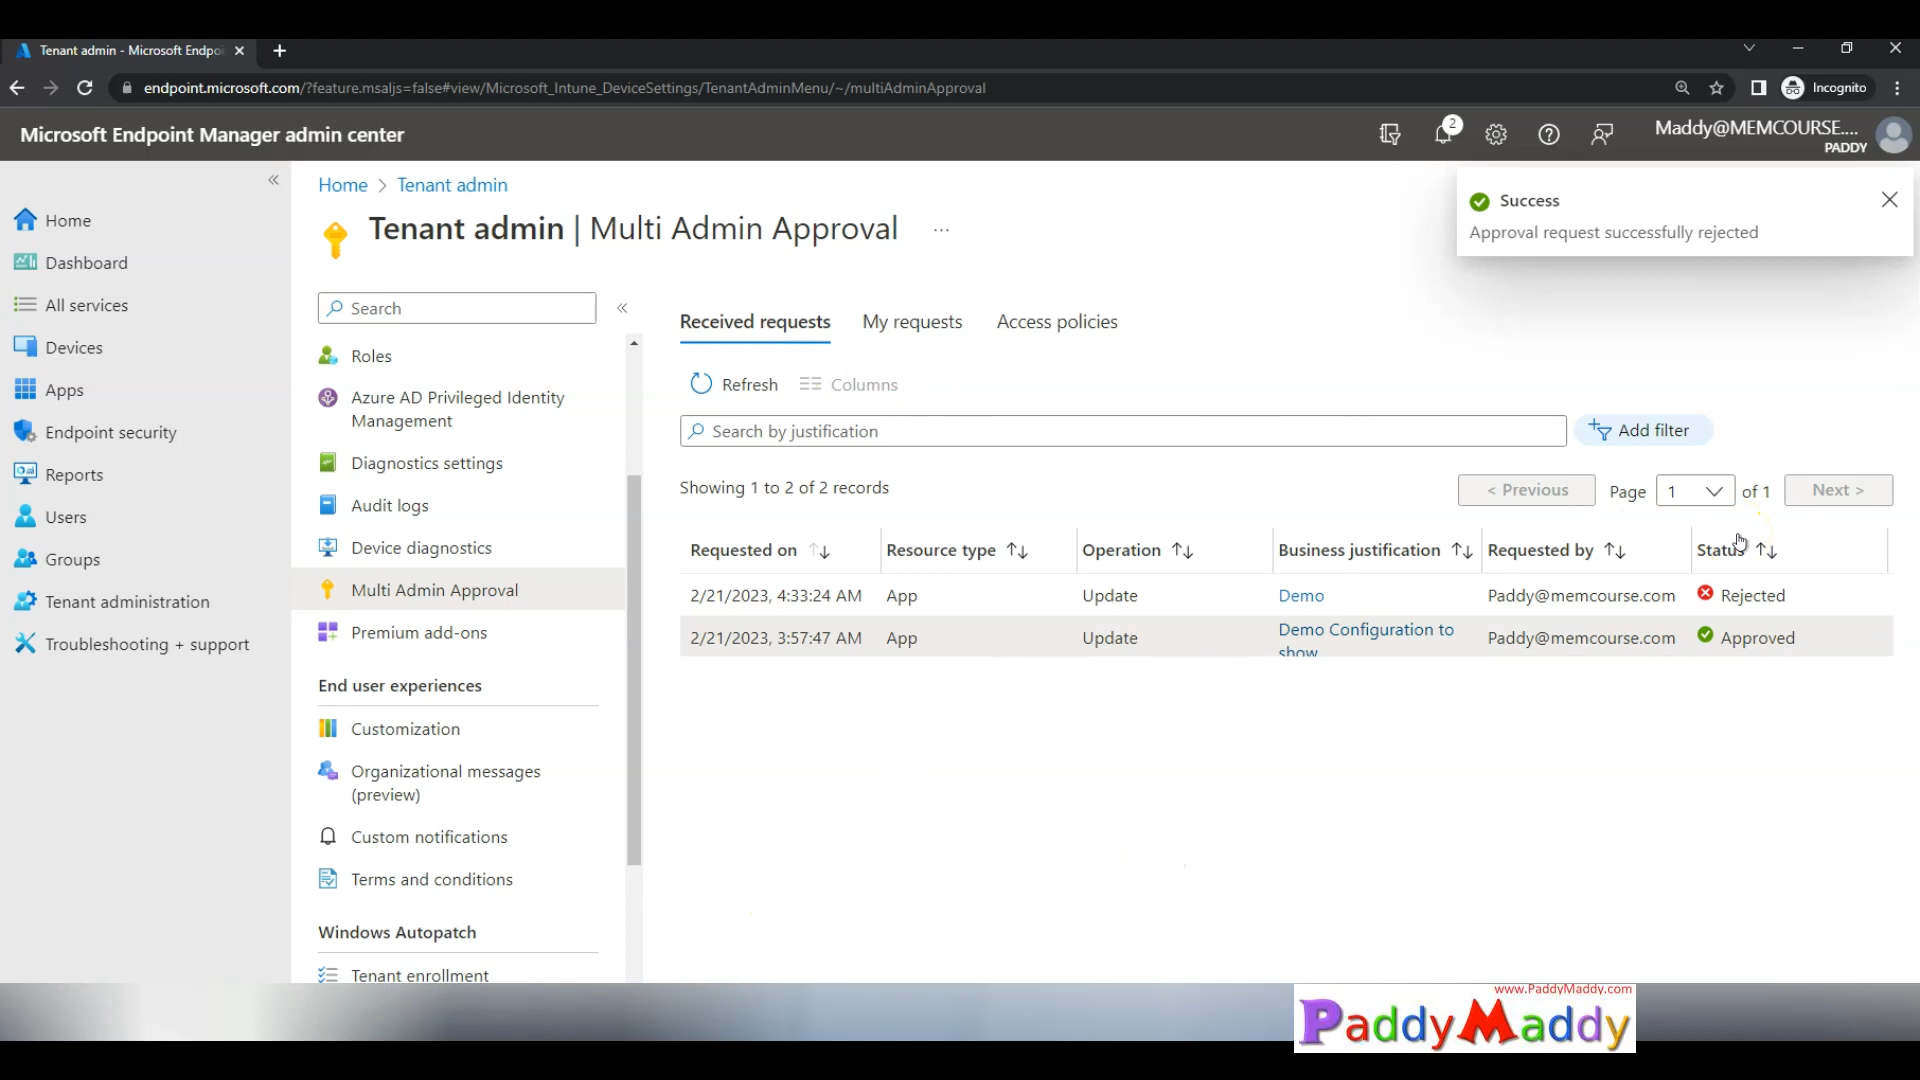 Tenant admin - Microsoft Endpo
endpoint.microsoft.com/?feature.msaljs=false#view/Microsoft_Intune_DeviceSettings/TenantAdminMenu/~/multiAdminApproval
Incognito
Microsoft Endpoint Manager admin center
2
Maddy@MEMCOURSE....
PADDY
Home > Tenant admin
Tenant admin | Multi Admin Approval ...
Success
Approval request successfully rejected
Home
Dashboard
All services
Devices
Apps
Endpoint security
Reports
Users
Groups
Tenant administration
Troubleshooting + support
Search
Roles
Azure AD Privileged Identity
Management
Diagnostics settings
Audit logs
Device diagnostics
Multi Admin Approval
Premium add-ons
End user experiences
Customization
Organizational messages
(preview)
Custom notifications
Terms and conditions
Windows Autopatch
Tenant enrollment
Received requests My requests Access policies
Refresh Columns
Search by justification
Add filter
Showing 1 to 2 of 2 records
< Previous Page 1 of 1 Next >
Requested on Resource type Operation Business justification Requested by Status
2/21/2023, 4:33:24 AM App Update Demo Paddy@memcourse.com Rejected
2/21/2023, 3:57:47 AM App Update Demo Configuration to Paddy@memcourse.com Approved
show
www.PaddyMaddy.com
PaddyMaddy